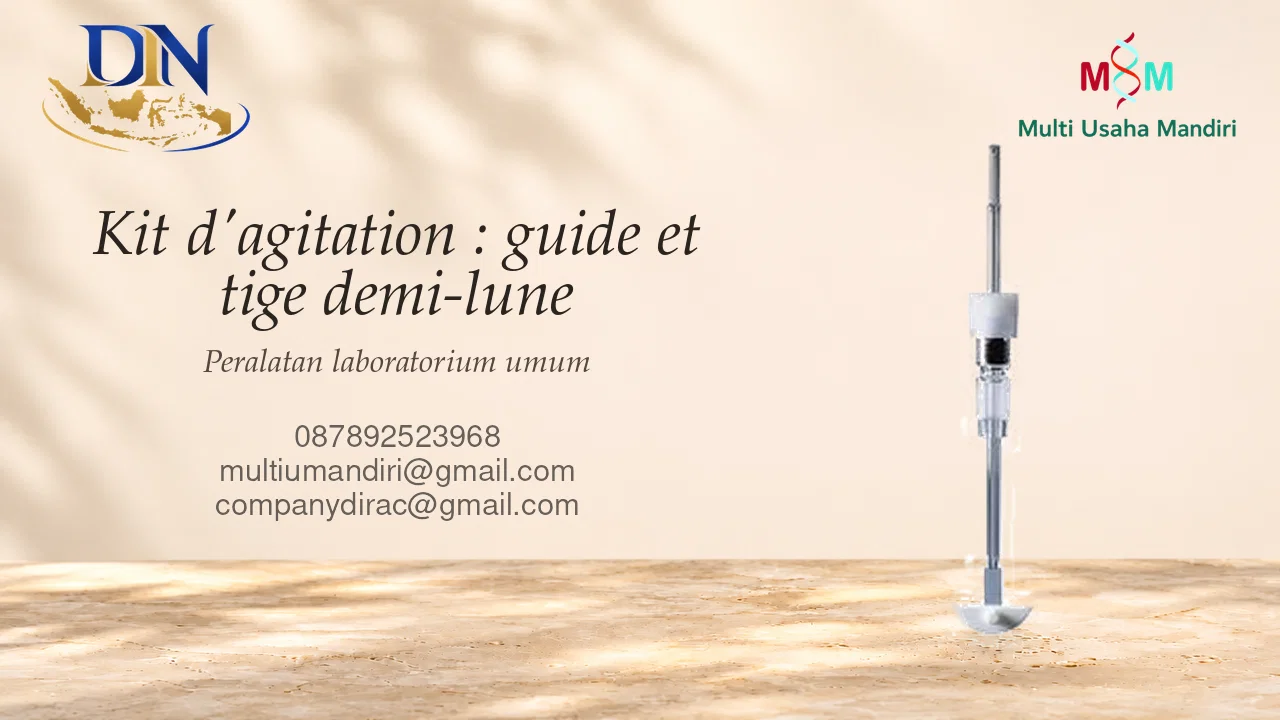 DIN
M M
Multi Usaha Mandiri
Kit d'agitation : guide et
tige demi-lune
Peralatan laboratorium umum
087892523968
multiumandiri@gmail.com
companydirac@gmail.com